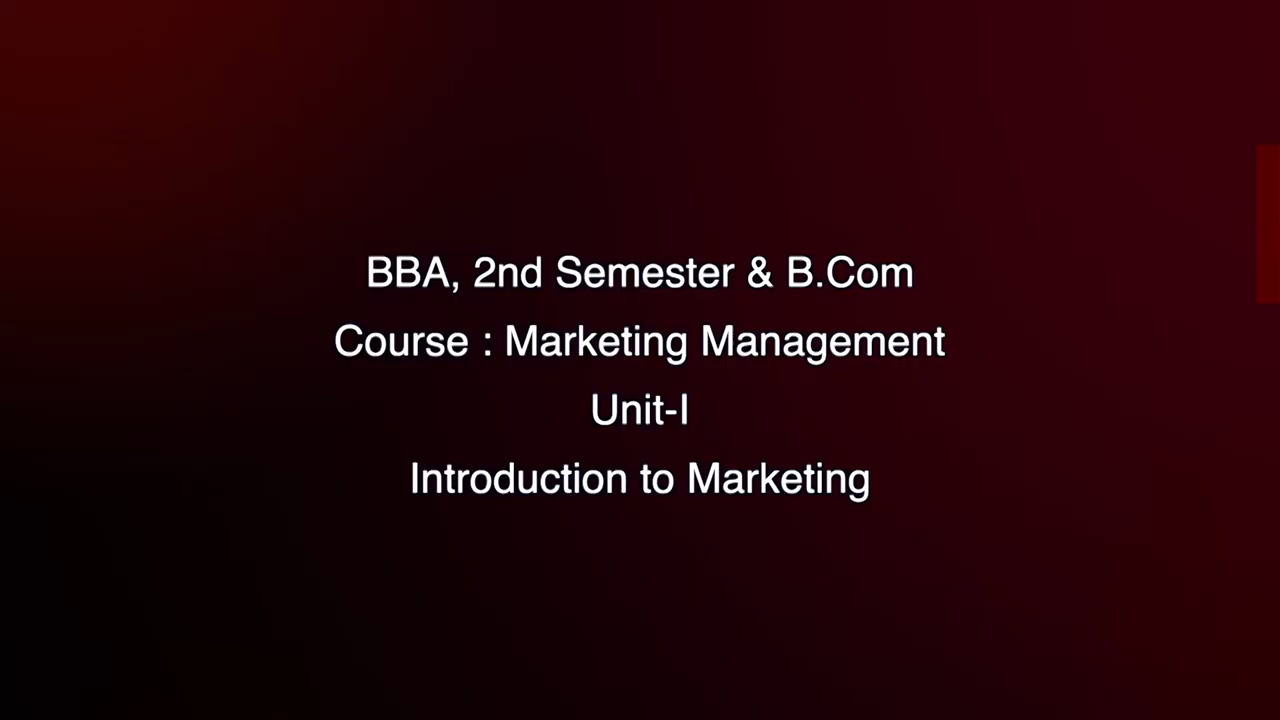 BBA, 2nd Semester & B.Com
Course : Marketing Management
Unit-I
Introduction to Marketing